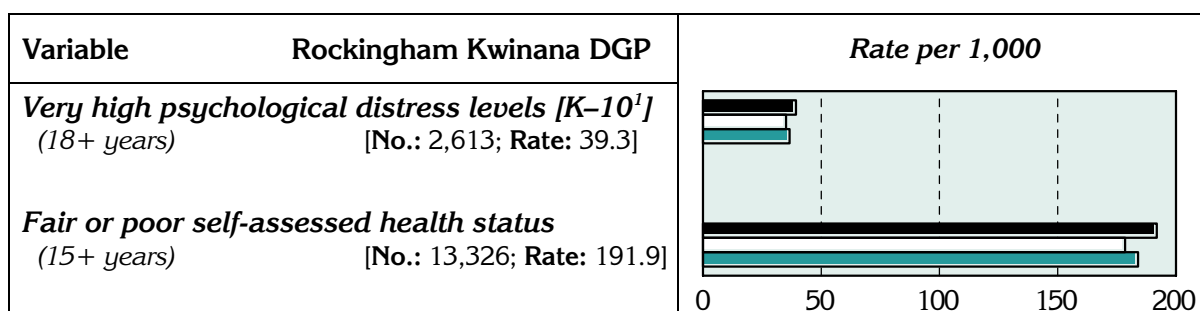 Variable Rockingham Kwinana DGP Rate per 1,000
Very high psychological distress levels [K–10¹]
(18+ years) [No.: 2,613; Rate: 39.3]
Fair or poor self-assessed health status
(15+ years) [No.: 13,326; Rate: 191.9]
0 50 100 150 200